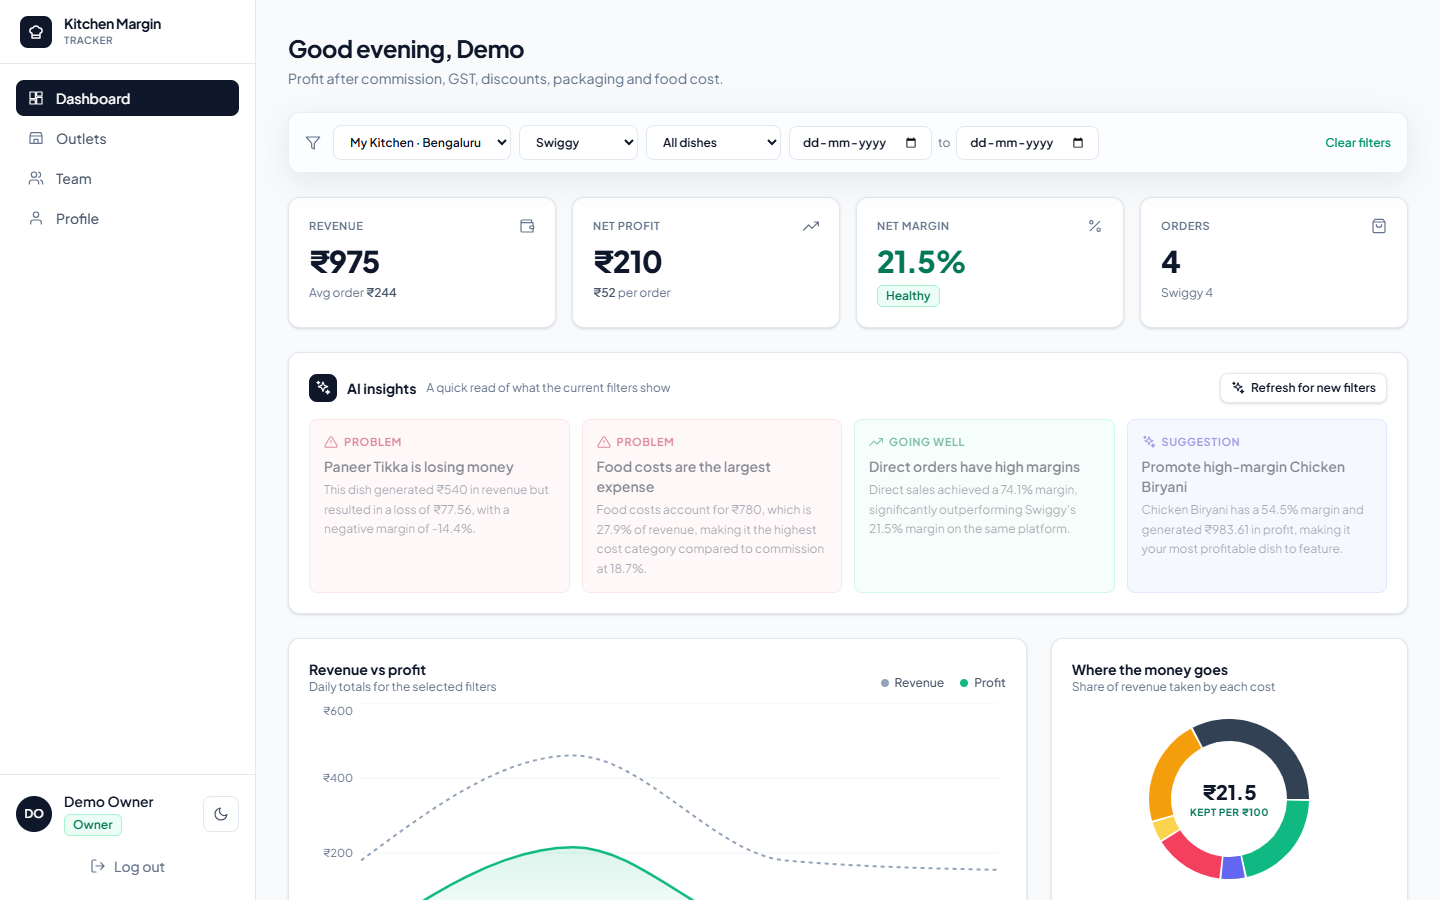 Kitchen Margin
TRACKER
Dashboard
Outlets
Team
Profile
DO
Demo Owner
Owner
Log out
Good evening, Demo
Profit after commission, GST, discounts, packaging and food cost.
My Kitchen · Bengaluru
Swiggy
All dishes
dd-mm-yyyy
to
dd-mm-yyyy
Clear filters
REVENUE
₹975
Avg order ₹244
NET PROFIT
₹210
₹52 per order
NET MARGIN
21.5%
Healthy
ORDERS
4
Swiggy 4
AI insights
A quick read of what the current filters show
Refresh for new filters
PROBLEM
Paneer Tikka is losing money
This dish generated ₹540 in revenue but
resulted in a loss of ₹77.56, with a
negative margin of -14.4%.
PROBLEM
Food costs are the largest
expense
Food costs account for ₹780, which is
27.9% of revenue, making it the highest
cost category compared to commission
at 18.7%.
GOING WELL
Direct orders have high margins
Direct sales achieved a 74.1% margin,
significantly outperforming Swiggy's
21.5% margin on the same platform.
SUGGESTION
Promote high-margin Chicken
Biryani
Chicken Biryani has a 54.5% margin and
generated ₹983.61 in profit, making it
your most profitable dish to feature.
Revenue vs profit
Daily totals for the selected filters
Revenue
Profit
₹600
₹400
₹200
Where the money goes
Share of revenue taken by each cost
₹21.5
KEPT PER ₹100